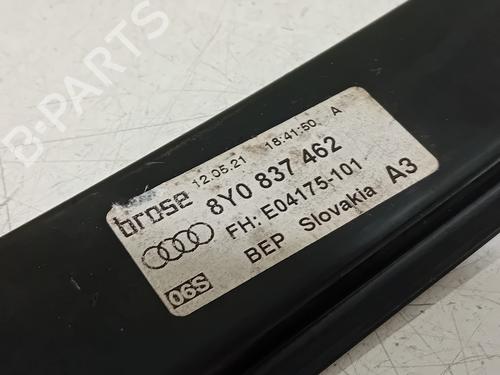 B-PARTS
brose 12.05.21 18:41:50 A
8Y0 837 462
FH: E04175-101
06S BEP Slovakia A3